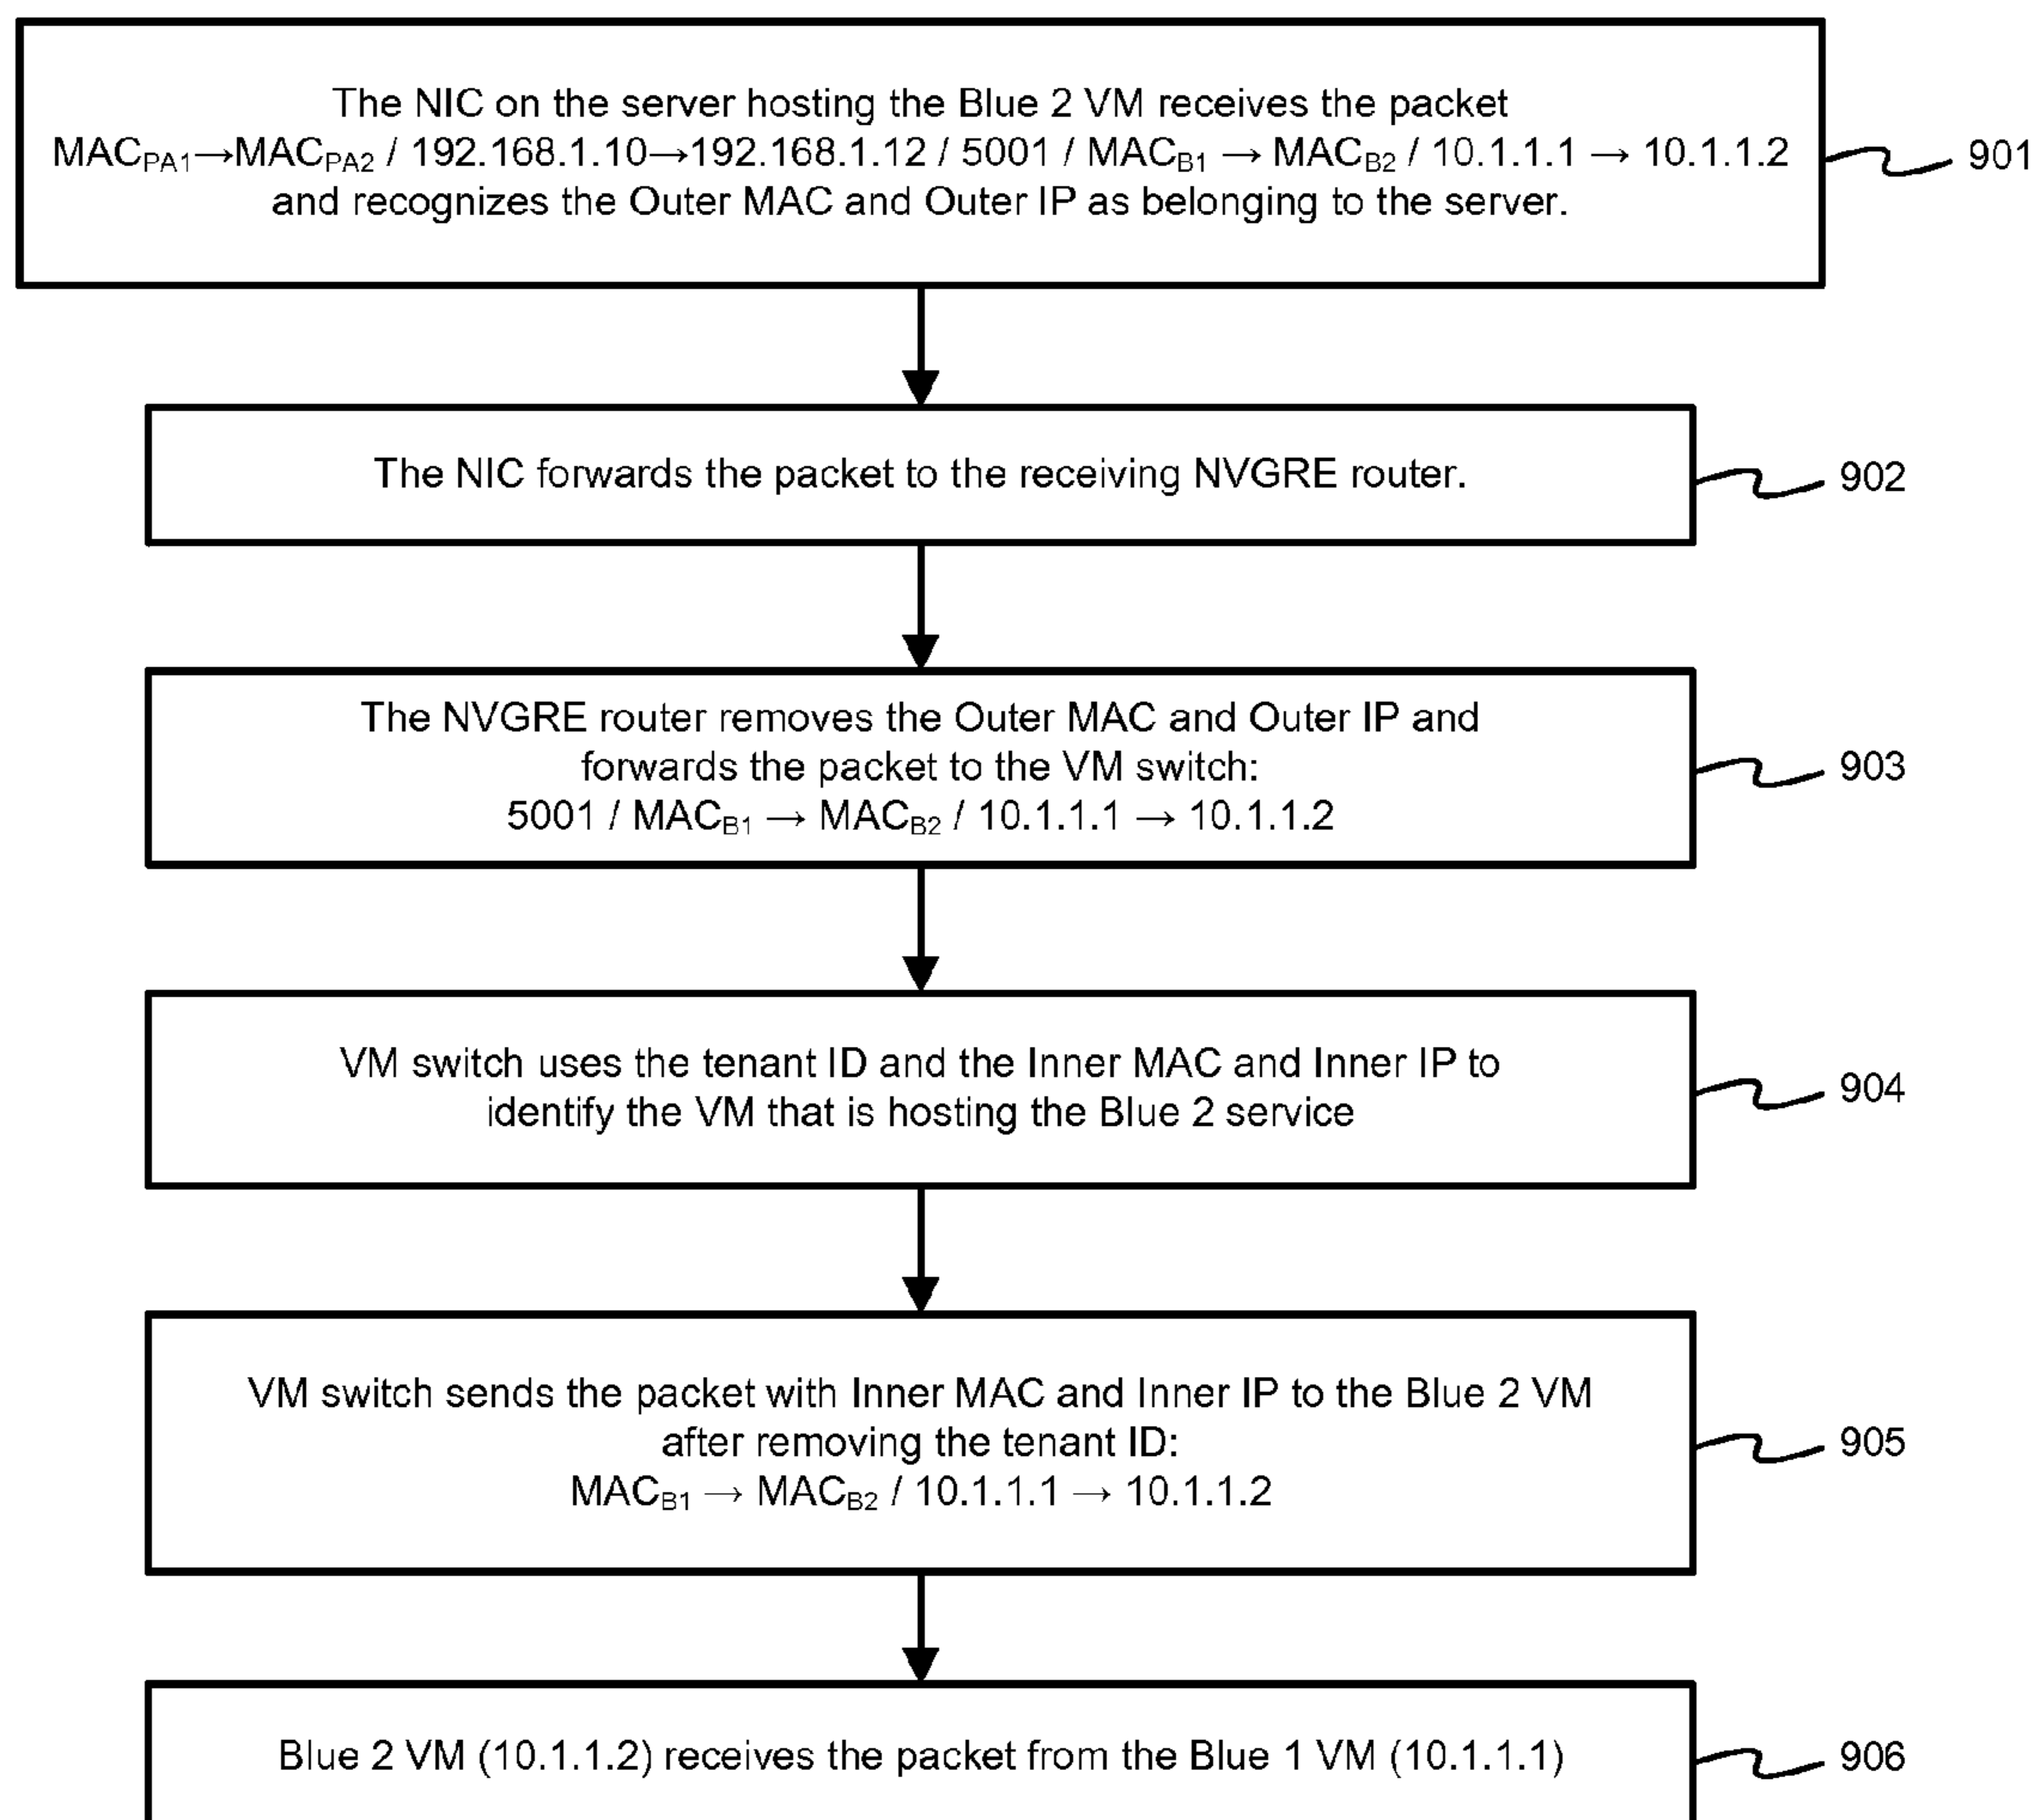 The NIC on the server hosting the Blue 2 VM receives the packet
MACPA1→MACPA2 / 192.168.1.10→192.168.1.12 / 5001 / MACB1 → MACB2 / 10.1.1.1 → 10.1.1.2
and recognizes the Outer MAC and Outer IP as belonging to the server.
901
The NIC forwards the packet to the receiving NVGRE router.
902
The NVGRE router removes the Outer MAC and Outer IP and
forwards the packet to the VM switch:
5001 / MACB1 → MACB2 / 10.1.1.1 → 10.1.1.2
903
VM switch uses the tenant ID and the Inner MAC and Inner IP to
identify the VM that is hosting the Blue 2 service
904
VM switch sends the packet with Inner MAC and Inner IP to the Blue 2 VM
after removing the tenant ID:
MACB1 → MACB2 / 10.1.1.1 → 10.1.1.2
905
Blue 2 VM (10.1.1.2) receives the packet from the Blue 1 VM (10.1.1.1)
906